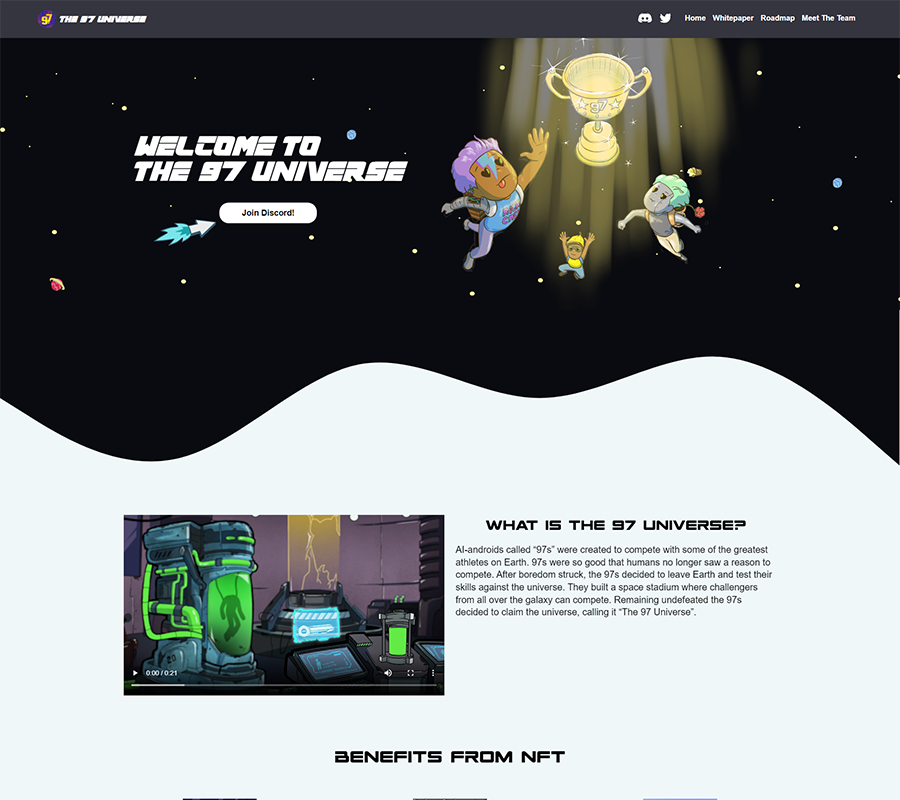 97 THE 97 UNIVERSE
Home Whitepaper Roadmap Meet The Team
97
WELCOME TO
THE 97 UNIVERSE
Join Discord!
WHAT IS THE 97 UNIVERSE?
AI-androids called “97s” were created to compete with some of the greatest
athletes on Earth. 97s were so good that humans no longer saw a reason to
compete. After boredom struck, the 97s decided to leave Earth and test their
skills against the universe. They built a space stadium where challengers
from all over the galaxy can compete. Remaining undefeated the 97s
decided to claim the universe, calling it “The 97 Universe”.
0:00 / 0:21
BENEFITS FROM NFT